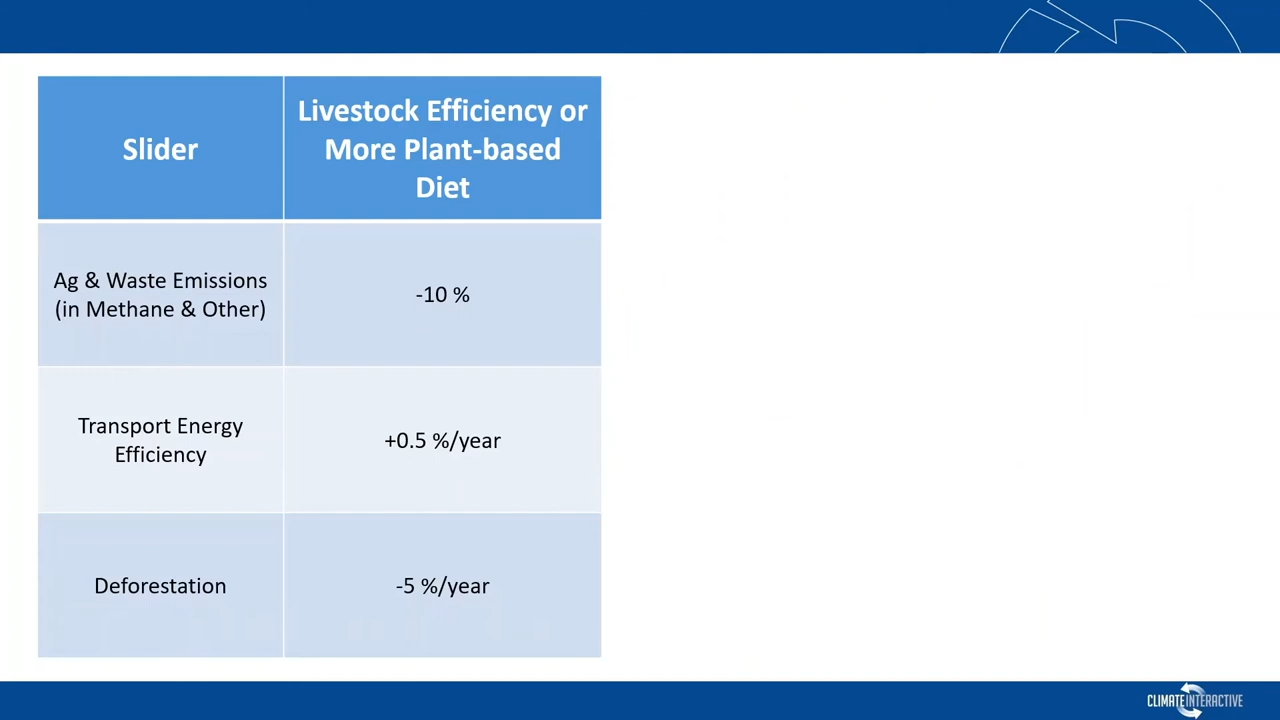 Slider
Livestock Efficiency or
More Plant-based
Diet
Ag & Waste Emissions
(in Methane & Other)
-10 %
Transport Energy
Efficiency
+0.5 %/year
Deforestation
-5 %/year
CLIMATE INTERACTIVE